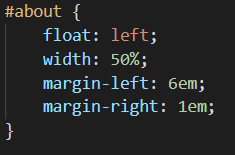 #about {
    float: left;
    width: 50%;
    margin-left: 6em;
    margin-right: 1em;
}